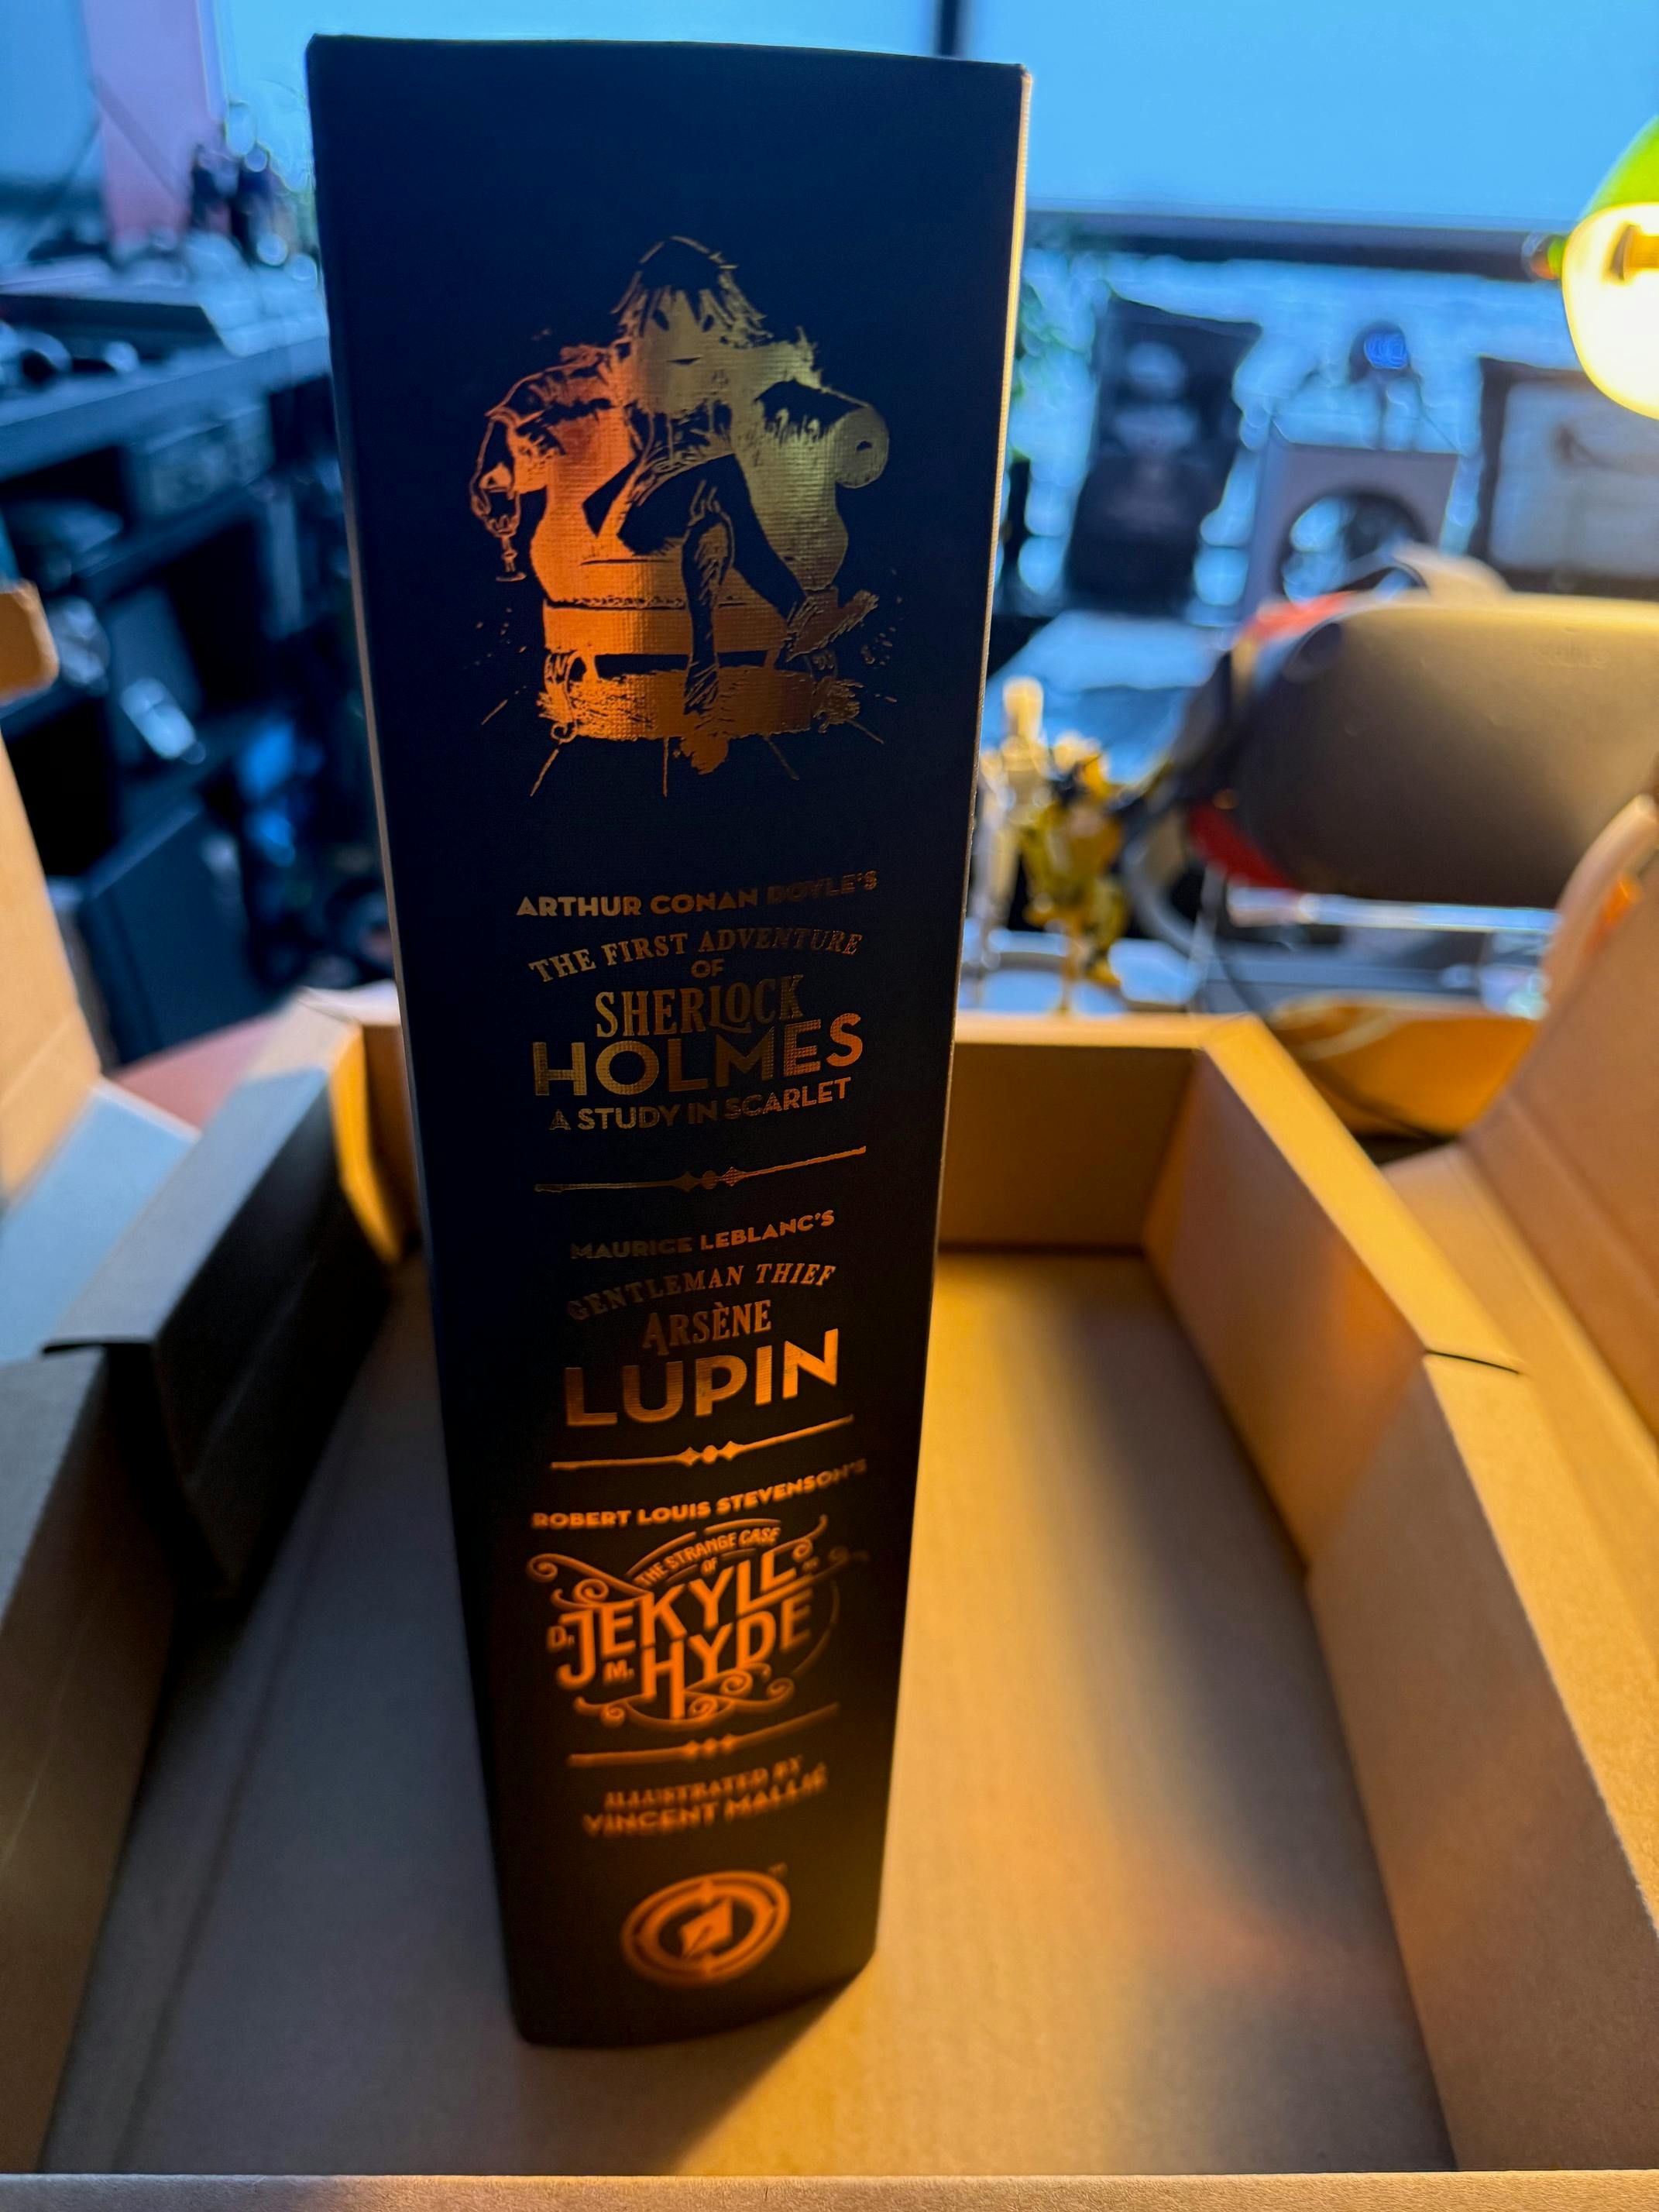 ARTHUR CONAN DOYLE'S
THE FIRST ADVENTURE
OF
SHERLOCK
HOLMES
A STUDY IN SCARLET
MAURICE LEBLANC'S
GENTLEMAN THIEF
ARSÈNE
LUPIN
ROBERT LOUIS STEVENSON'S
THE STRANGE CASE
OF
DR JEKYLL
MR HYDE
ILLUSTRATED BY
VINCENT MALLIÉ